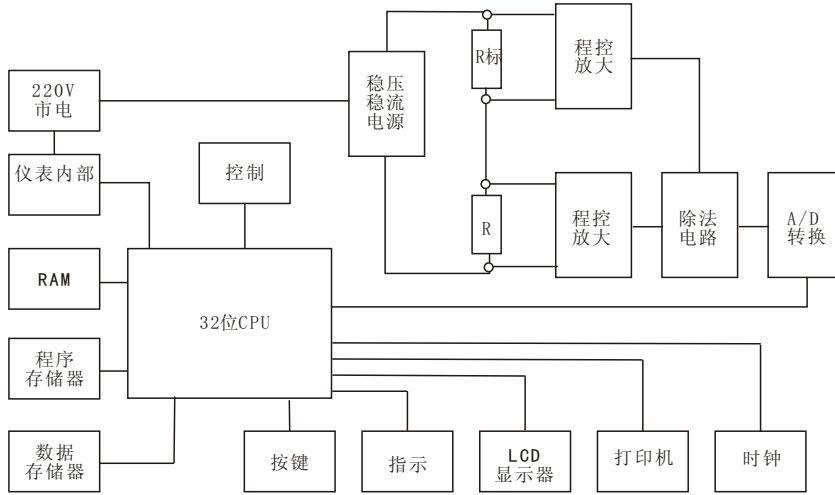 R标
程控
放大
220V
市电
稳压
稳流
电源
仪表内部
控制
R
程控
放大
除法
电路
A/D
转换
RAM
32位CPU
程序
存储器
数据
存储器
按键
指示
LCD
显示器
打印机
时钟